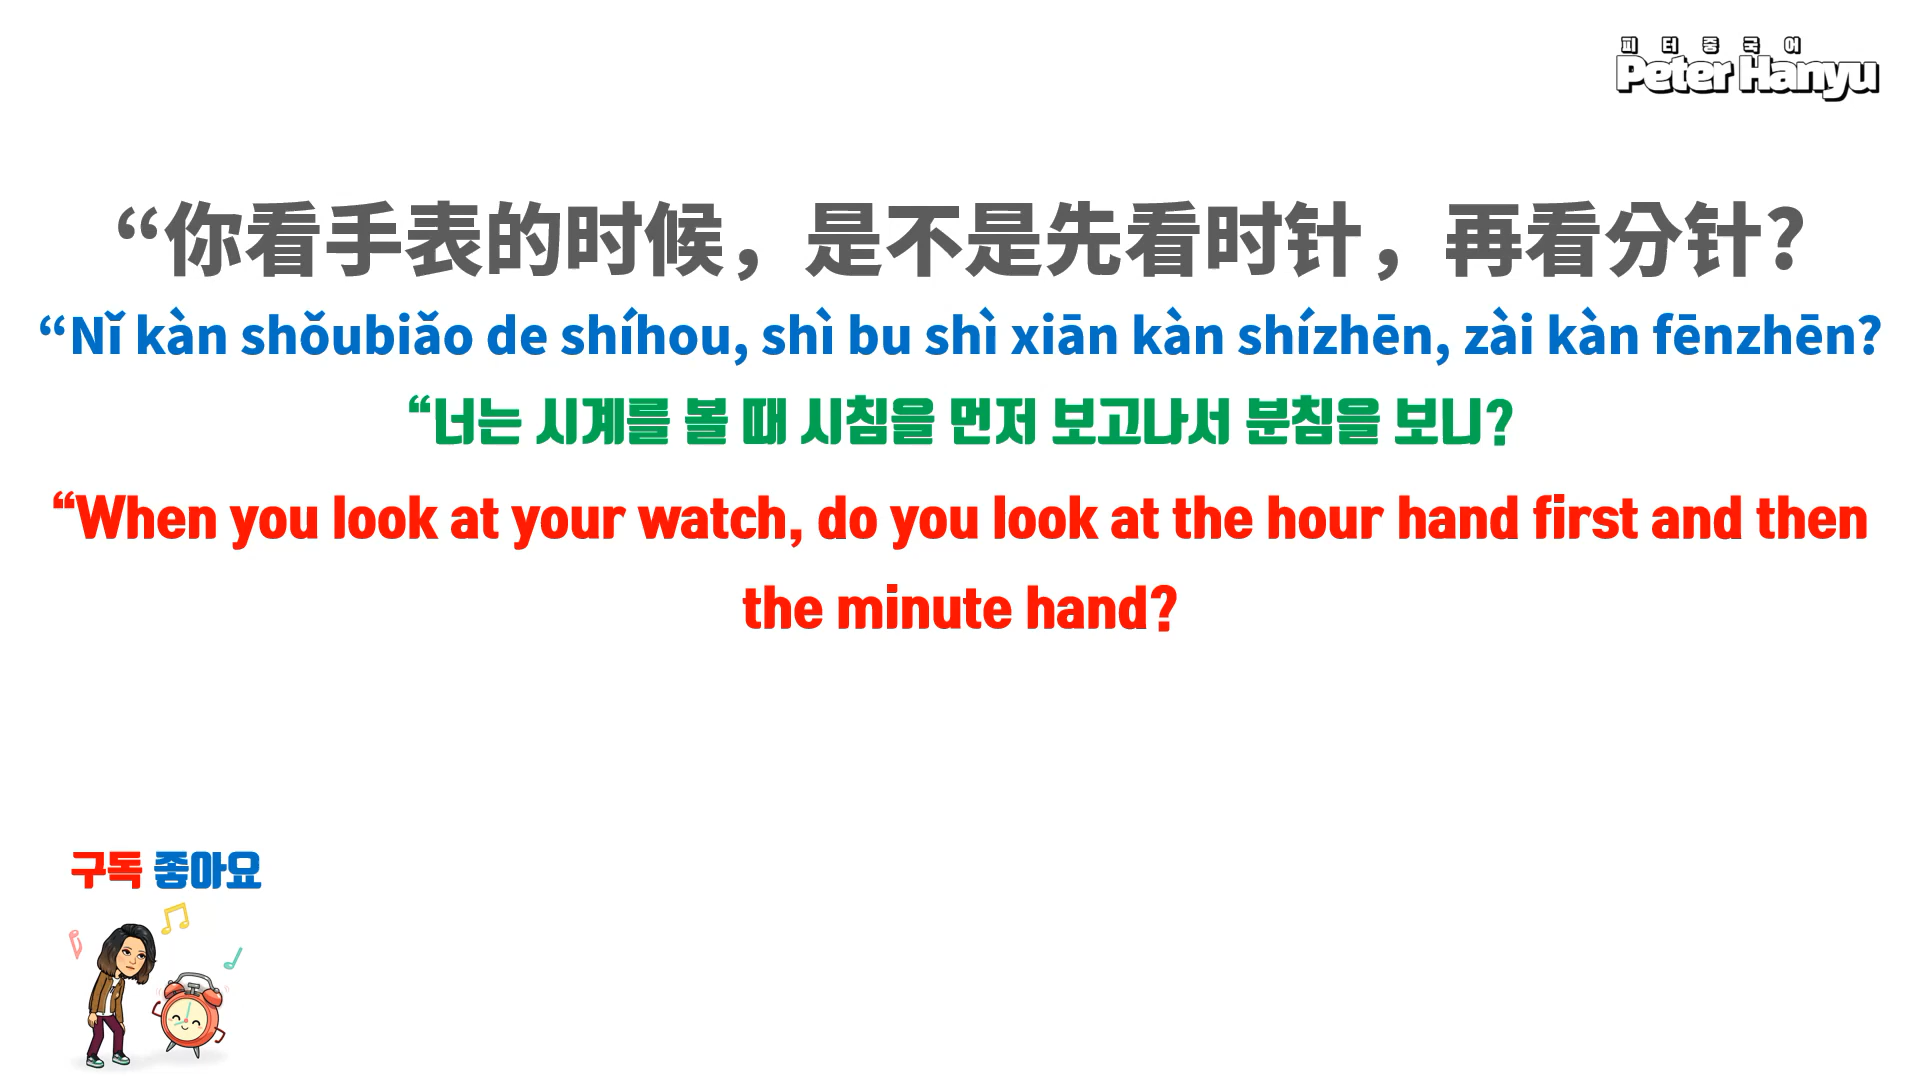 피터중국어
Peter Hanyu
“你看手表的时候，是不是先看时针，再看分针？
“Nǐ kàn shǒubiǎo de shíhou, shì bu shì xiān kàn shízhēn, zài kàn fēnzhēn?
“너는 시계를 볼 때 시침을 먼저 보고나서 분침을 보니?
“When you look at your watch, do you look at the hour hand first and then
the minute hand?
구독 좋아요